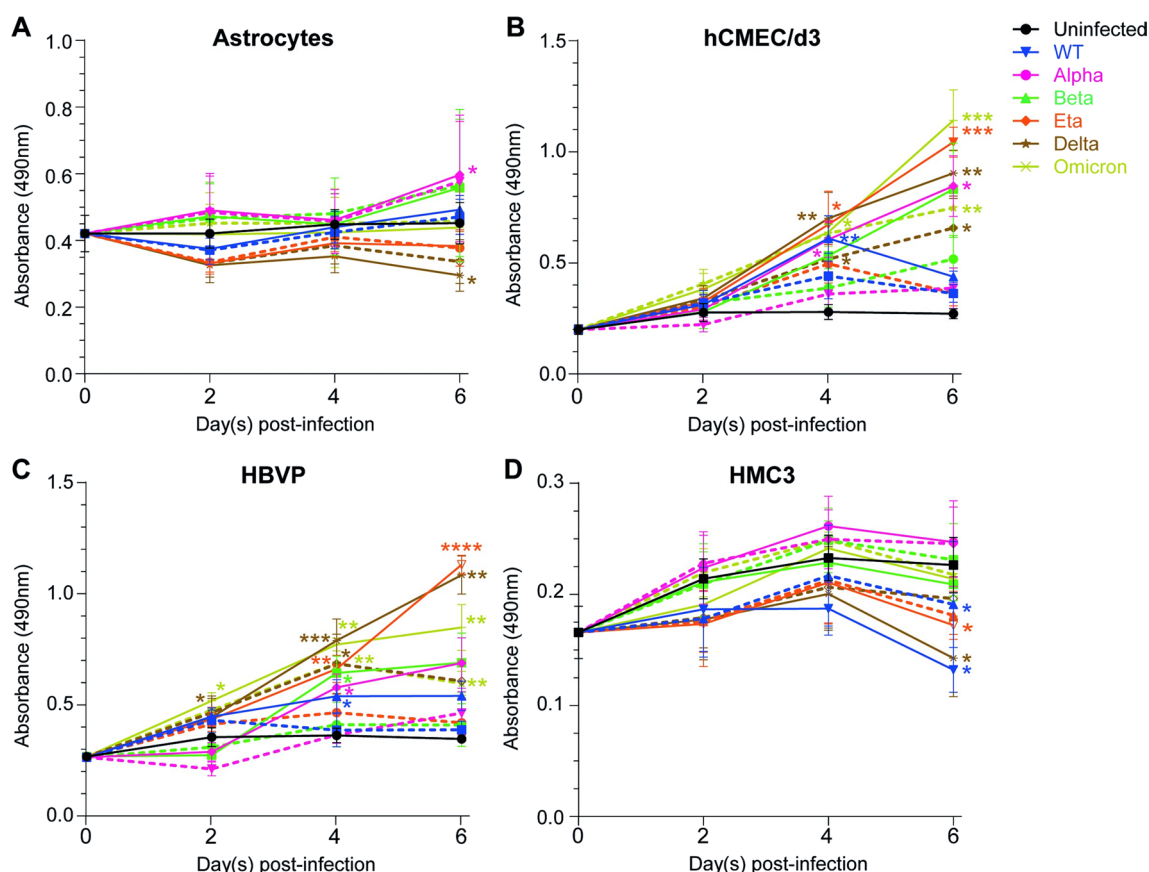 A
Astrocytes
Absorbance (490nm)
1.0
0.8
0.6
0.4
0.2
0.0
*
*
0
2
4
6
Day(s) post-infection
B
hCMEC/d3
Absorbance (490nm)
1.5
1.0
0.5
0.0
**
*
*
**
*
*
***
***
**
*
**
*
0
2
4
6
Day(s) post-infection
Uninfected
WT
Alpha
Beta
Eta
Delta
Omicron
C
HBVP
Absorbance (490nm)
1.5
1.0
0.5
0.0
*
*
***
**
*
**
**
*
*
*
****
**
**
**
0
2
4
6
Day(s) post-infection
D
HMC3
Absorbance (490nm)
0.3
0.2
0.1
0.0
*
*
*
*
0
2
4
6
Day(s) post-infection